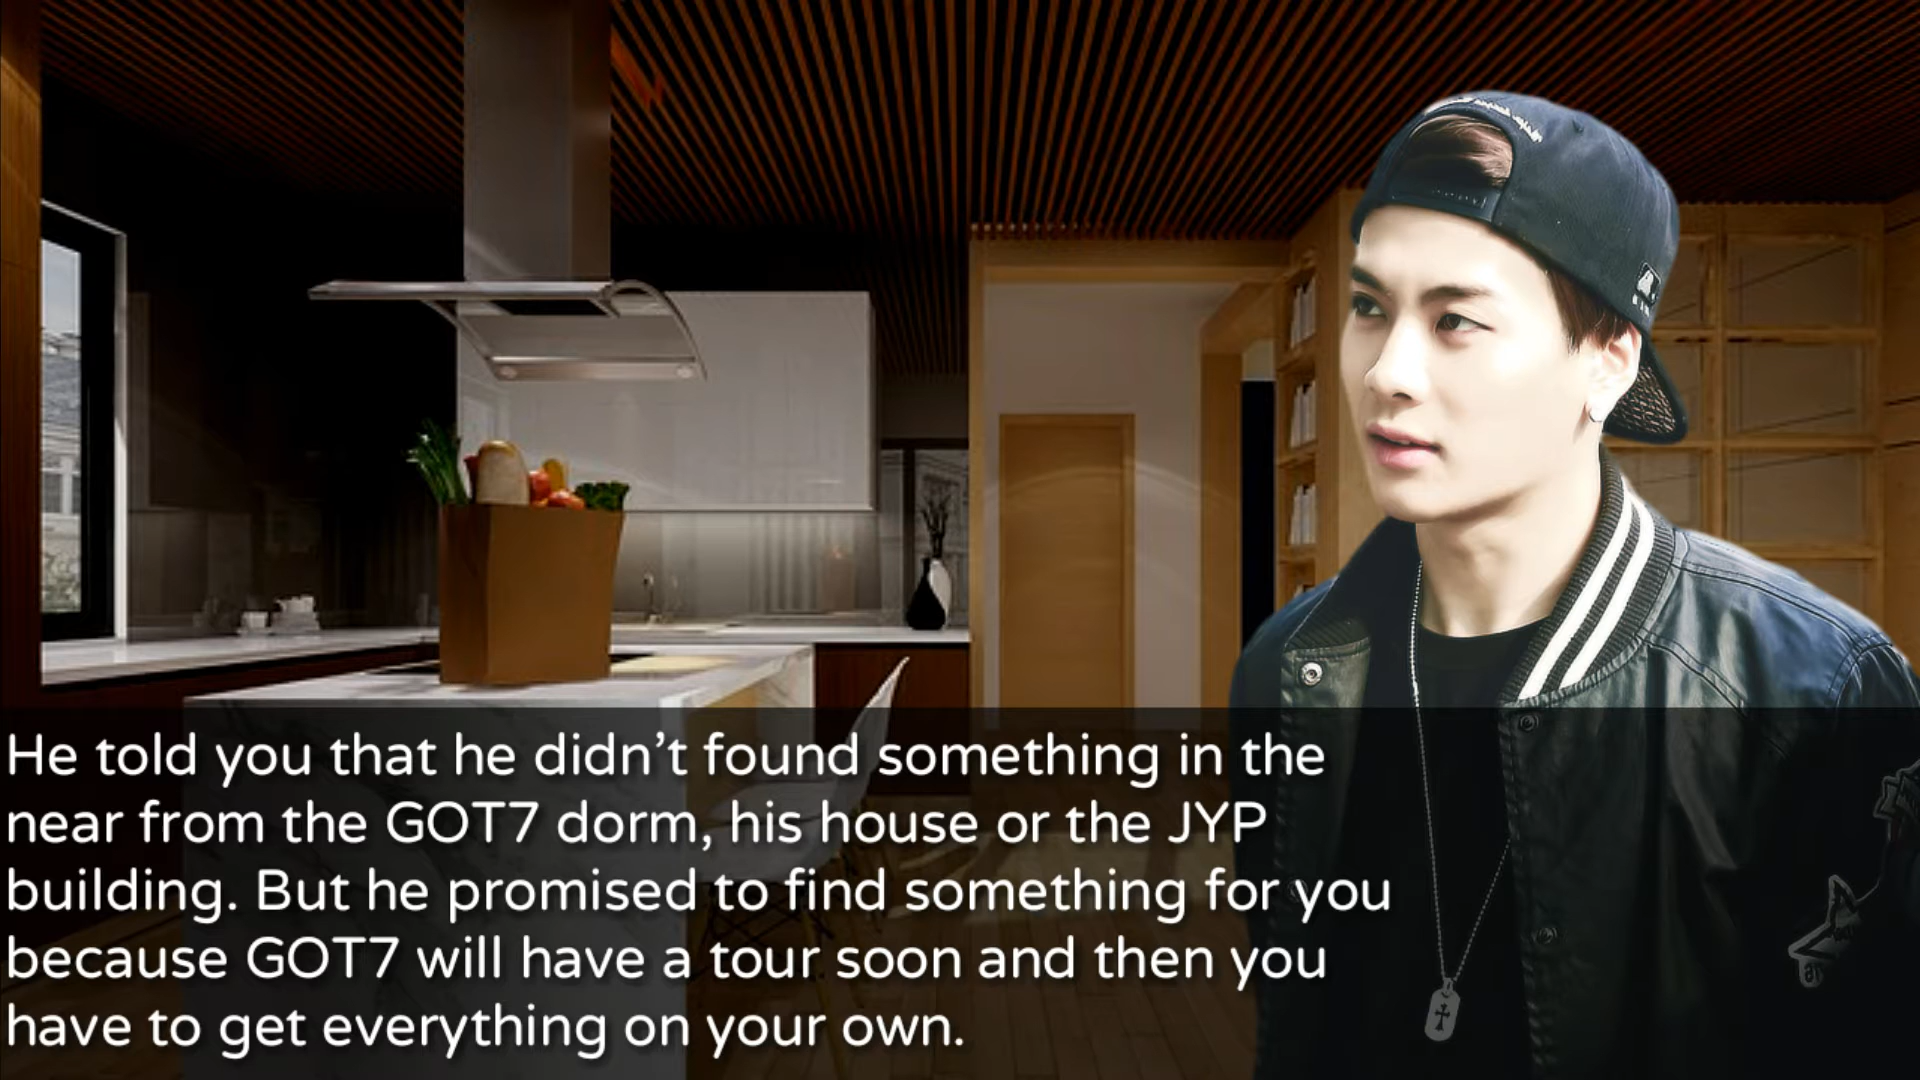 He told you that he didn’t found something in the
near from the GOT7 dorm, his house or the JYP
building. But he promised to find something for you
because GOT7 will have a tour soon and then you
have to get everything on your own.